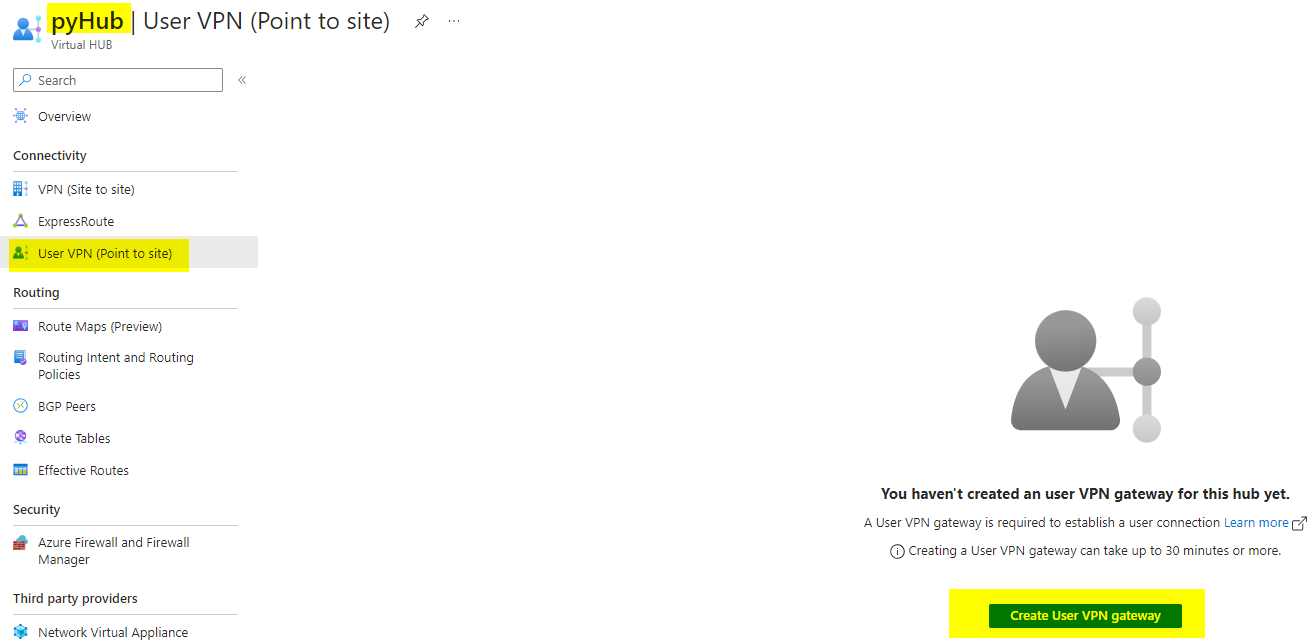 pyHub | User VPN (Point to site)
Virtual HUB
Search
Overview
Connectivity
VPN (Site to site)
ExpressRoute
User VPN (Point to site)
Routing
Route Maps (Preview)
Routing Intent and Routing
Policies
BGP Peers
Route Tables
Effective Routes
Security
Azure Firewall and Firewall
Manager
Third party providers
Network Virtual Appliance
You haven't created an user VPN gateway for this hub yet.
A User VPN gateway is required to establish a user connection Learn more
Creating a User VPN gateway can take up to 30 minutes or more.
Create User VPN gateway